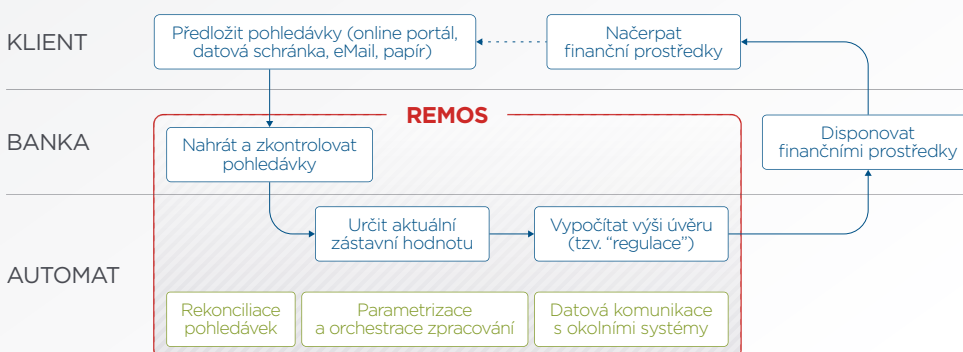 KLIENT
Předložit pohledávky (online portál,
datová schránka, eMail, papír)
Načerpat
finanční prostředky
REMOS
BANKA
Nahrát a zkontrolovat
pohledávky
Disponovat
finančními prostředky
Určit aktuální
zástavní hodnotu
Vypočítat výši úvěru
(tzv. “regulace”)
AUTOMAT
Rekonciliace
pohledávek
Parametrizace
a orchestrace zpracování
Datová komunikace
s okolními systémy